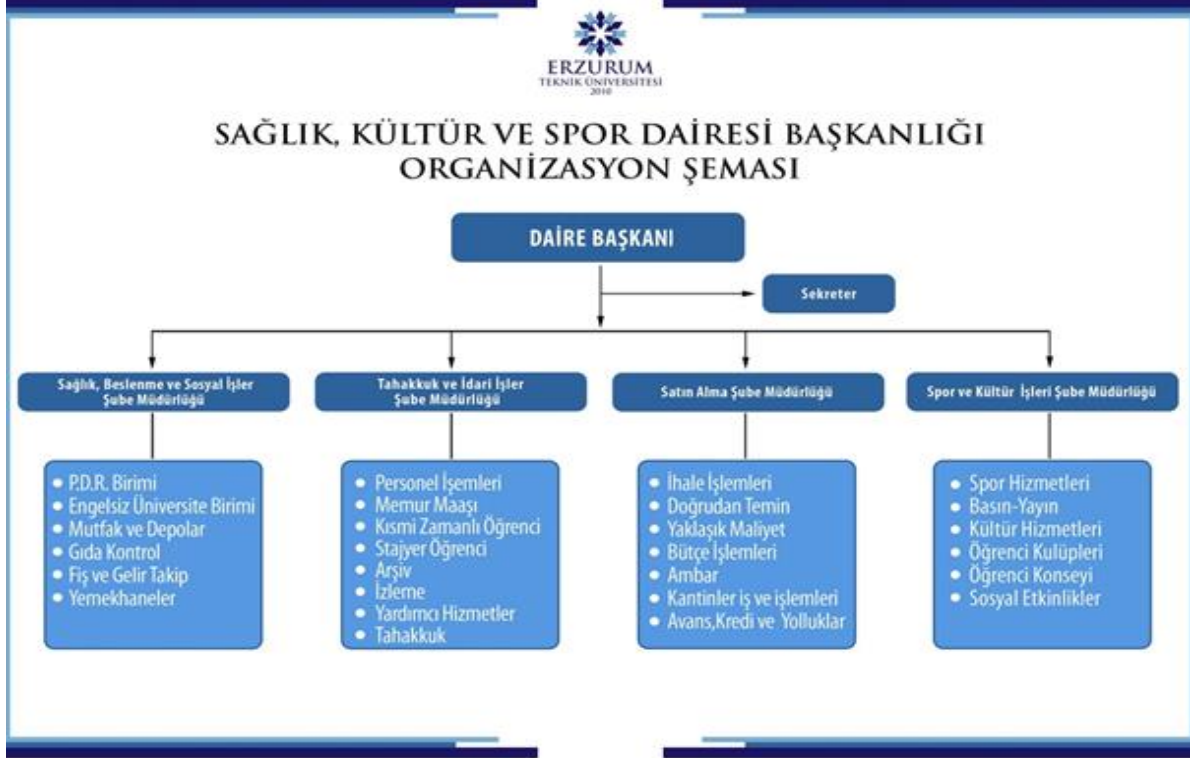 ERZURUM
TEKNİK ÜNİVERSİTESİ
2010
SAĞLIK, KÜLTÜR VE SPOR DAİRESİ BAŞKANLIĞI
ORGANİZASYON ŞEMASI
DAİRE BAŞKANI
Sekreter
Sağlık, Beslenme ve Sosyal İşler
Şube Müdürlüğü
P.D.R. Birimi
Engelsiz Üniversite Birimi
Mutfak ve Depolar
Gıda Kontrol
Fiş ve Gelir Takip
Yemekhaneler
Tahakkuk ve İdari İşler
Şube Müdürlüğü
Personel İşemleri
Memur Maaşı
Kısmi Zamanlı Öğrenci
Stajyer Öğrenci
Arşiv
İzleme
Yardımcı Hizmetler
Tahakkuk
Satın Alma Şube Müdürlüğü
İhale İşlemleri
Doğrudan Temin
Yaklaşık Maliyet
Bütçe İşlemleri
Ambar
Kantinler iş ve işlemleri
Avans,Kredi ve Yolluklar
Spor ve Kültür İşleri Şube Müdürlüğü
Spor Hizmetleri
Basın-Yayın
Kültür Hizmetleri
Öğrenci Kulüpleri
Öğrenci Konseyi
Sosyal Etkinlikler